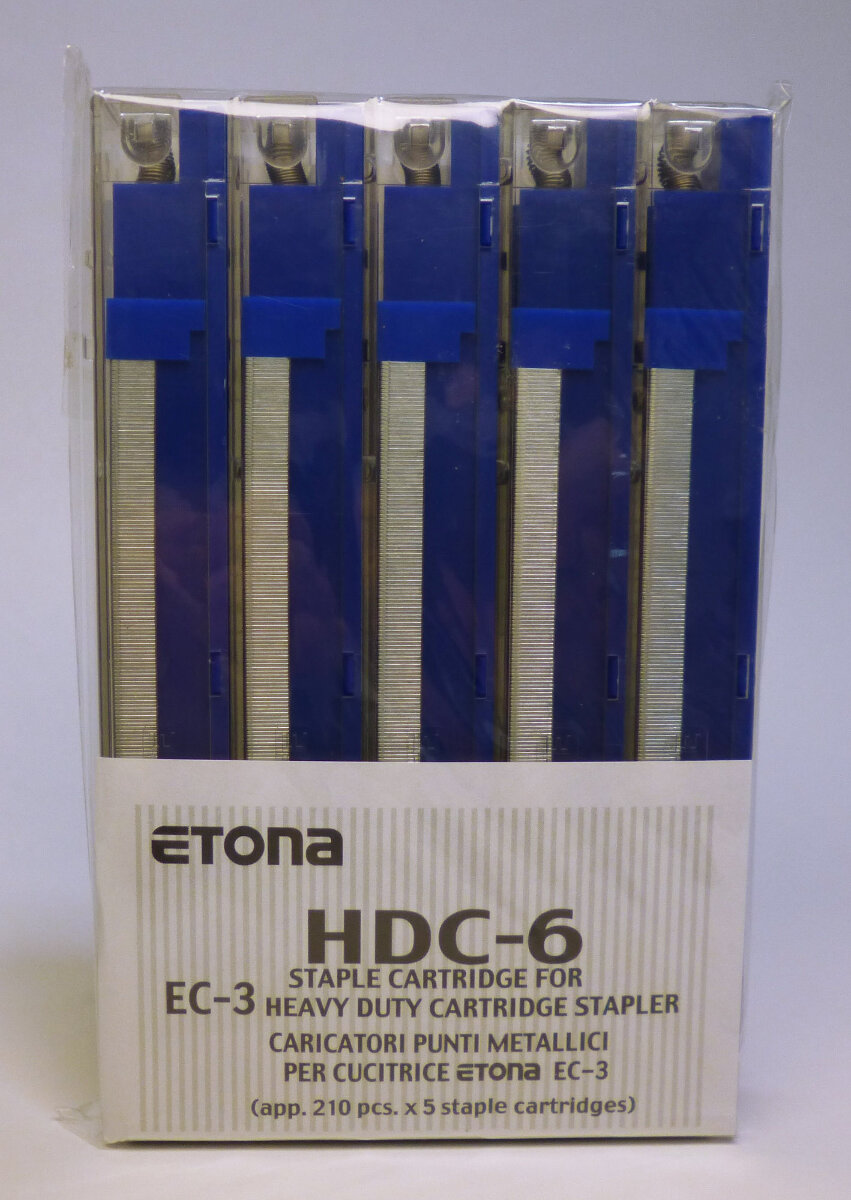 ETONA
HDC-6
EC-3 STAPLE CARTRIDGE FOR
HEAVY DUTY CARTRIDGE STAPLER
CARICATORI PUNTI METALLICI
PER CUCITRICE ETONA EC-3
(app. 210 pcs. x 5 staple cartridges)